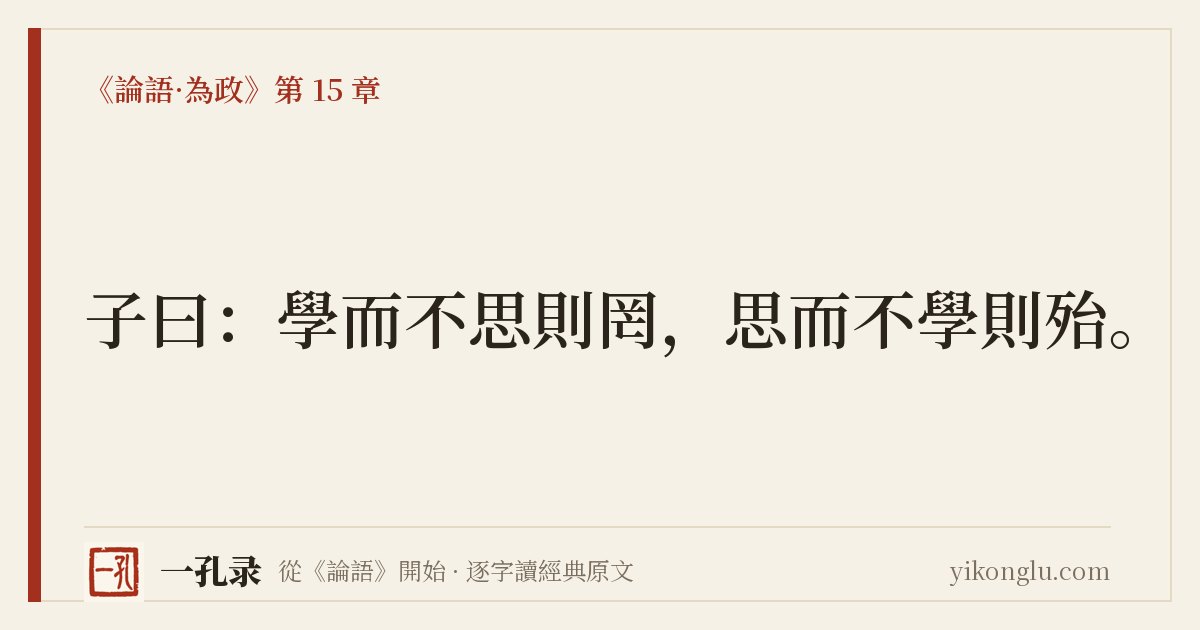 《論語·為政》第 15 章
子曰：學而不思則罔，思而不學則殆。
一孔
一孔录 從《論語》開始 · 逐字讀經典原文 yikonglu.com